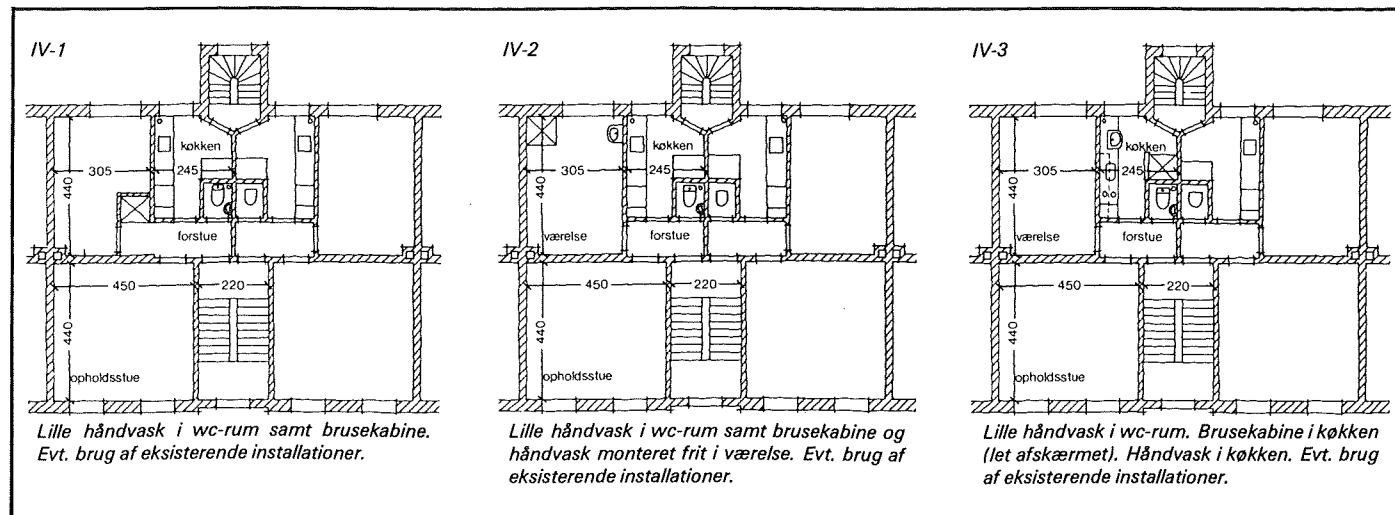 IV-1
køkken
305
245
440
forstue
450
220
440
opholdsstue
Lille håndvask i wc-rum samt brusekabine.
Evt. brug af eksisterende installationer.
IV-2
køkken
305
245
440
værelse
forstue
450
220
440
opholdsstue
Lille håndvask i wc-rum samt brusekabine og
håndvask monteret frit i værelse. Evt. brug af
eksisterende installationer.
IV-3
køkken
305
245
440
værelse
forstue
450
220
440
opholdsstue
Lille håndvask i wc-rum. Brusekabine i køkken
(let afskærmet). Håndvask i køkken. Evt. brug
af eksisterende installationer.